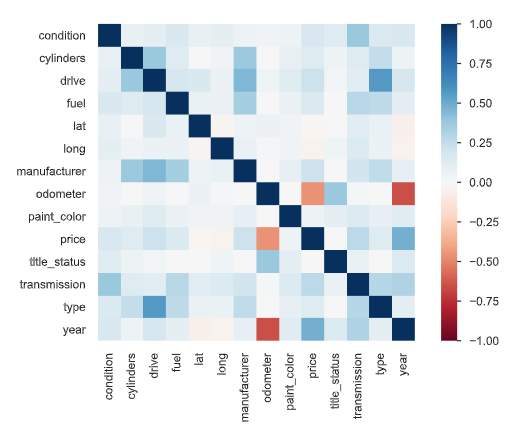 condition
cylinders
drive
fuel
lat
long
manufacturer
odometer
paint_color
price
title_status
transmission
type
year
condition
cylinders
drive
fuel
lat
long
manufacturer
odometer
paint_color
price
title_status
transmission
type
year
1.00
0.75
0.50
0.25
0.00
−0.25
−0.50
−0.75
−1.00